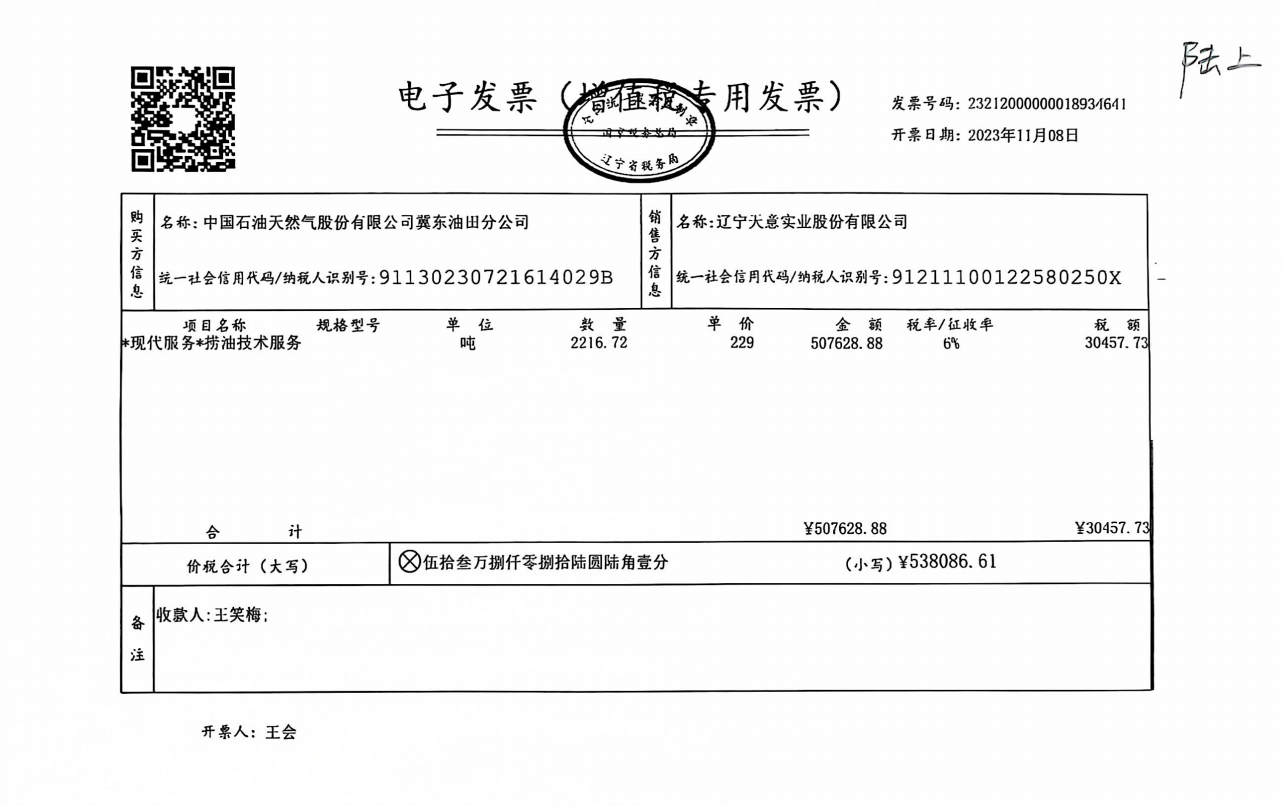 陆上
电子发票（增值税专用发票）
国家税务总局
辽宁省税务局
发票号码：23212000000018934641
开票日期：2023年11月08日
购买方信息
名称：中国石油天然气股份有限公司冀东油田分公司
统一社会信用代码/纳税人识别号：91130230721614029B
销售方信息
名称：辽宁天意实业股份有限公司
统一社会信用代码/纳税人识别号：91211100122580250X
项目名称 规格型号 单位 数量 单价 金额 税率/征收率 税额
*现代服务*捞油技术服务 吨 2216.72 229 507628.88 6% 30457.73
合计 ¥507628.88 ¥30457.73
价税合计（大写） ⊗伍拾叁万捌仟零捌拾陆圆陆角壹分 （小写）¥538086.61
备注
收款人：王笑梅；
开票人：王会